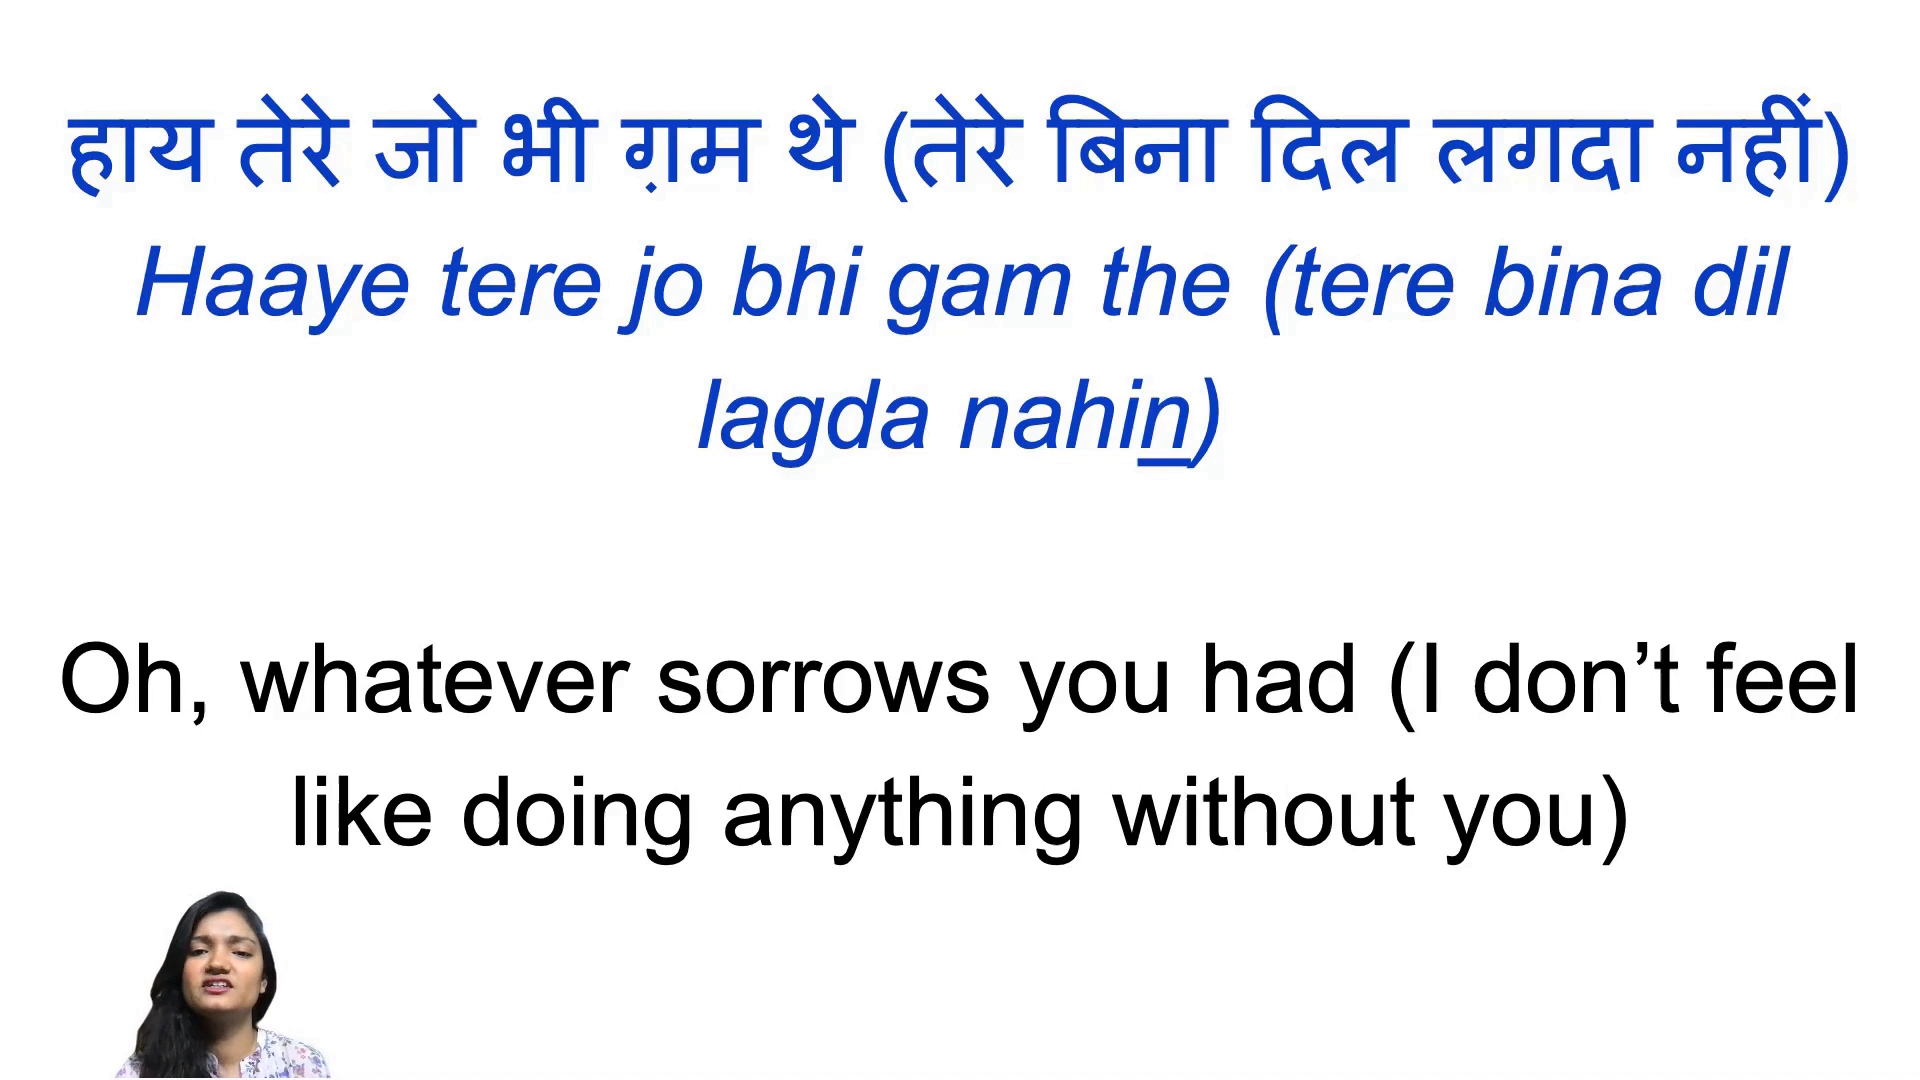 हाय तेरे जो भी ग़म थे (तेरे बिना दिल लगदा नहीं)
Haaye tere jo bhi gam the (tere bina dil
lagda nahin)
Oh, whatever sorrows you had (I don’t feel
like doing anything without you)